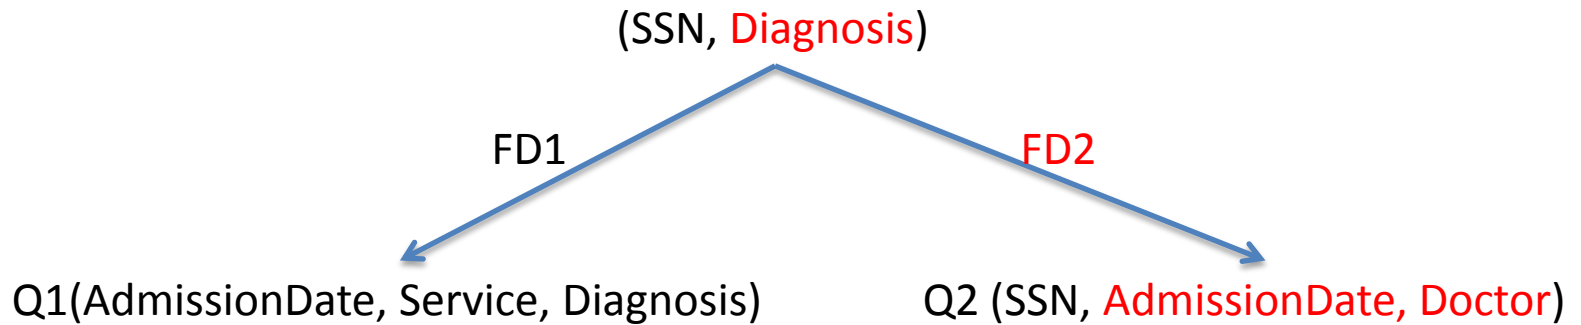 (SSN, Diagnosis)
FD1
FD2
Q1(AdmissionDate, Service, Diagnosis)
Q2 (SSN, AdmissionDate, Doctor)